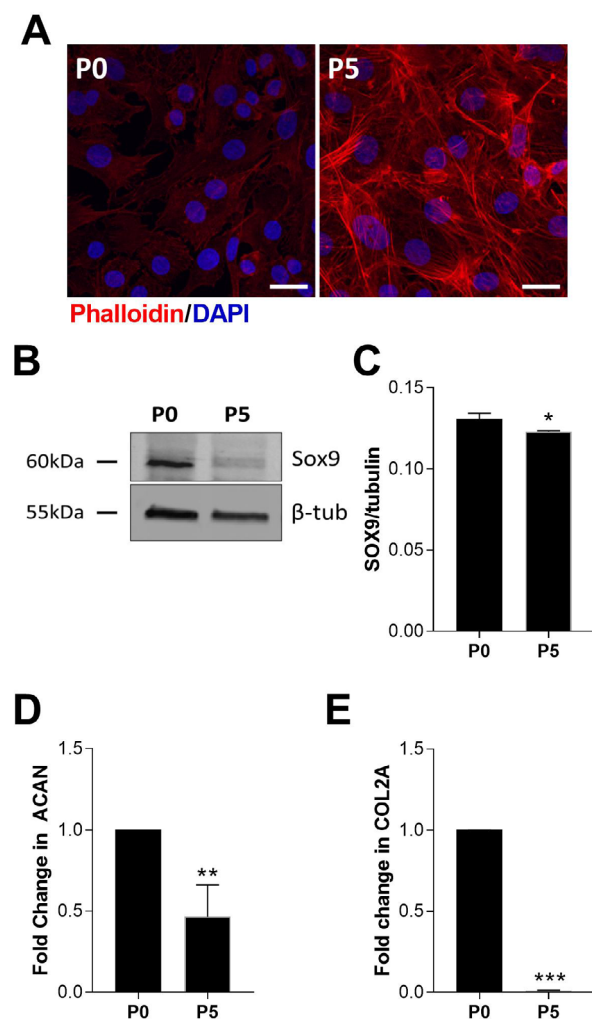 A
P0
P5
Phalloidin/DAPI
B
P0 P5
60kDa
Sox9
55kDa
β-tub
C
SOX9/tubulin
0.15
0.10
0.05
0.00
*
P0 P5
D
Fold Change in ACAN
1.5
1.0
0.5
0.0
**
P0 P5
E
Fold change in COL2A
1.5
1.0
0.5
0.0
***
P0 P5